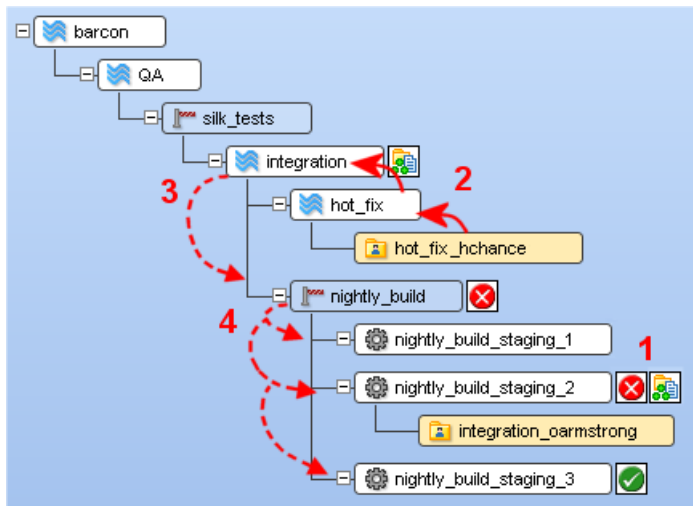 barcon
QA
silk_tests
integration
3
2
hot_fix
hot_fix_hchance
nightly_build
4
nightly_build_staging_1
1
nightly_build_staging_2
integration_oarmstrong
nightly_build_staging_3